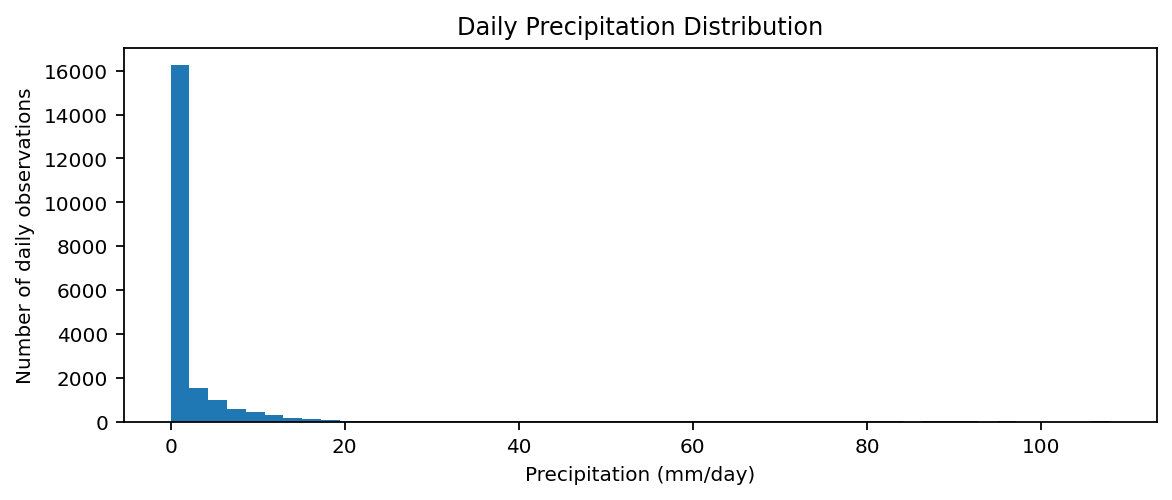 Daily Precipitation Distribution
Number of daily observations
16000
14000
12000
10000
8000
6000
4000
2000
0
0 20 40 60 80 100
Precipitation (mm/day)